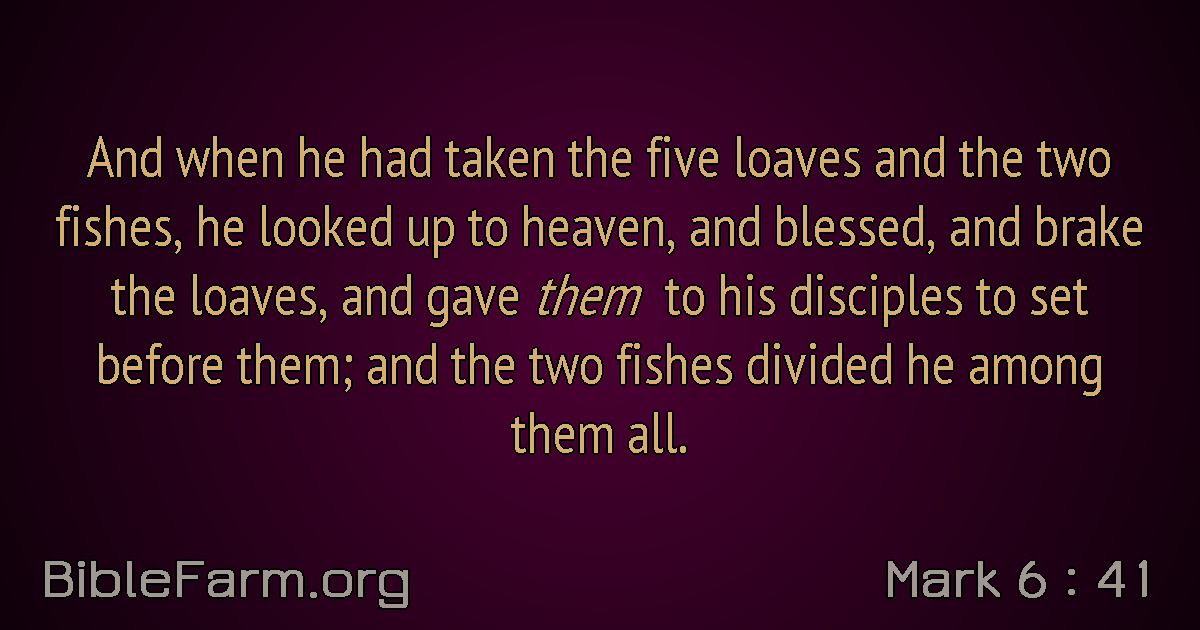 And when he had taken the five loaves and the two
fishes, he looked up to heaven, and blessed, and brake
the loaves, and gave them to his disciples to set
before them; and the two fishes divided he among
them all.
BibleFarm.org
Mark 6 : 41